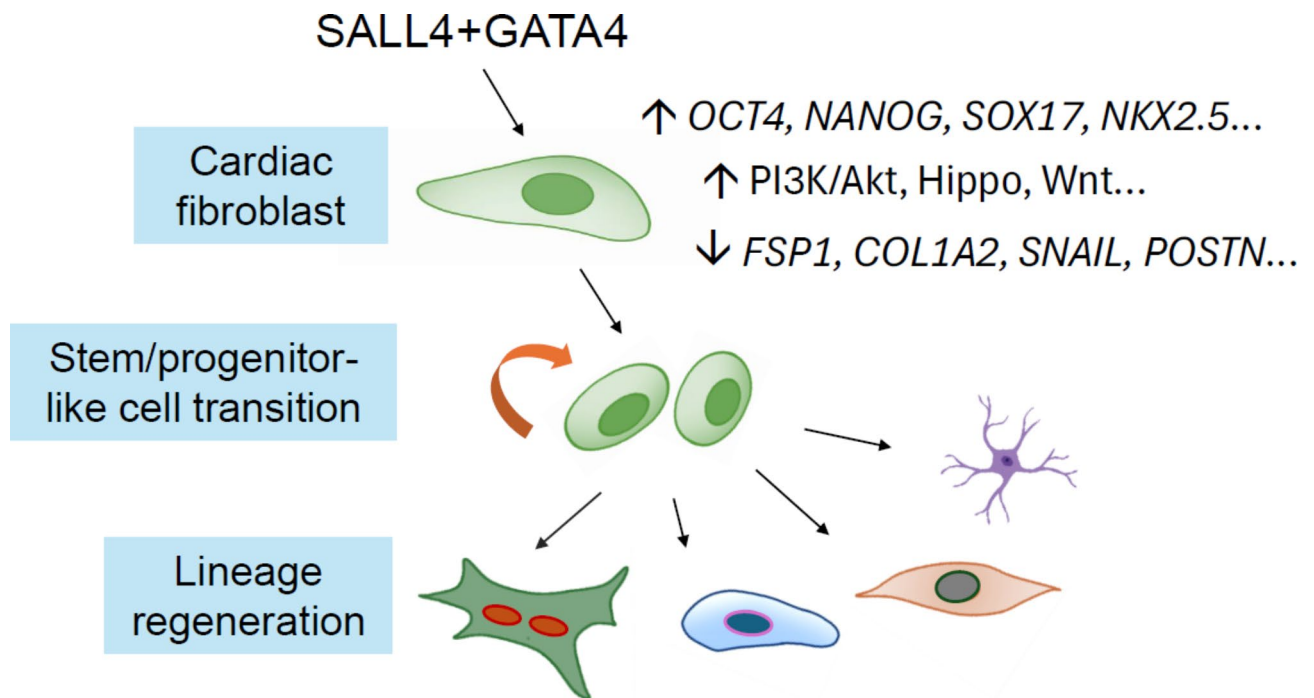 SALL4+GATA4
Cardiac
fibroblast
↑ OCT4, NANOG, SOX17, NKX2.5...
↑ PI3K/Akt, Hippo, Wnt...
↓ FSP1, COL1A2, SNAIL, POSTN...
Stem/progenitor-
like cell transition
Lineage
regeneration